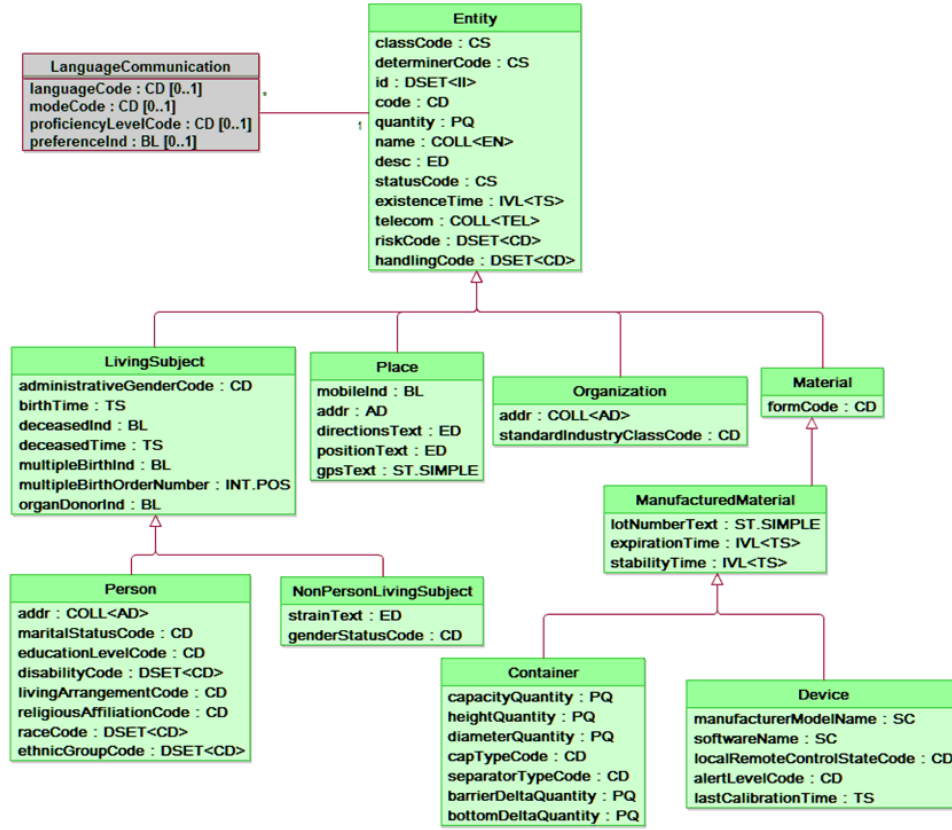 Entity
classCode : CS
determinerCode : CS
id : DSET<II>
code : CD
quantity : PQ
name : COLL<EN>
desc : ED
statusCode : CS
existenceTime : IVL<TS>
telecom : COLL<TEL>
riskCode : DSET<CD>
handlingCode : DSET<CD>
LanguageCommunication
languageCode : CD [0..1]
modeCode : CD [0..1]
proficiencyLevelCode : CD [0..1]
preferenceInd : BL [0..1]
*
1
LivingSubject
administrativeGenderCode : CD
birthTime : TS
deceasedInd : BL
deceasedTime : TS
multipleBirthInd : BL
multipleBirthOrderNumber : INT.POS
organDonorInd : BL
Place
mobileInd : BL
addr : AD
directionsText : ED
positionText : ED
gpsText : ST.SIMPLE
Organization
addr : COLL<AD>
standardIndustryClassCode : CD
Material
formCode : CD
ManufacturedMaterial
lotNumberText : ST.SIMPLE
expirationTime : IVL<TS>
stabilityTime : IVL<TS>
Person
addr : COLL<AD>
maritalStatusCode : CD
educationLevelCode : CD
disabilityCode : DSET<CD>
livingArrangementCode : CD
religiousAffiliationCode : CD
raceCode : DSET<CD>
ethnicGroupCode : DSET<CD>
NonPersonLivingSubject
strainText : ED
genderStatusCode : CD
Container
capacityQuantity : PQ
heightQuantity : PQ
diameterQuantity : PQ
capTypeCode : CD
separatorTypeCode : CD
barrierDeltaQuantity : PQ
bottomDeltaQuantity : PQ
Device
manufacturerModelName : SC
softwareName : SC
localRemoteControlStateCode : CD
alertLevelCode : CD
lastCalibrationTime : TS